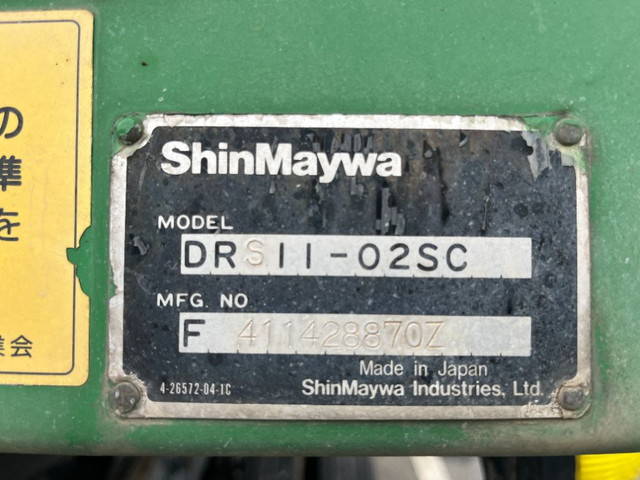 の
準
を
業会
ShinMaywa
MODEL
DRS11-02SC
MFG. NO
F 411428870Z
Made in Japan
4-26572-04-1C
ShinMaywa Industries, Ltd.